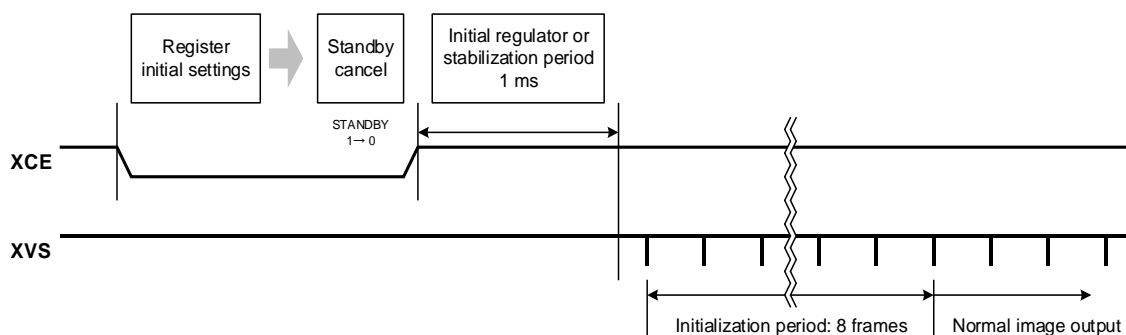 Register
initial settings
Standby
cancel
Initial regulator or
stabilization period
1 ms
STANDBY
1→ 0
XCE
XVS
Initialization period: 8 frames
Normal image output